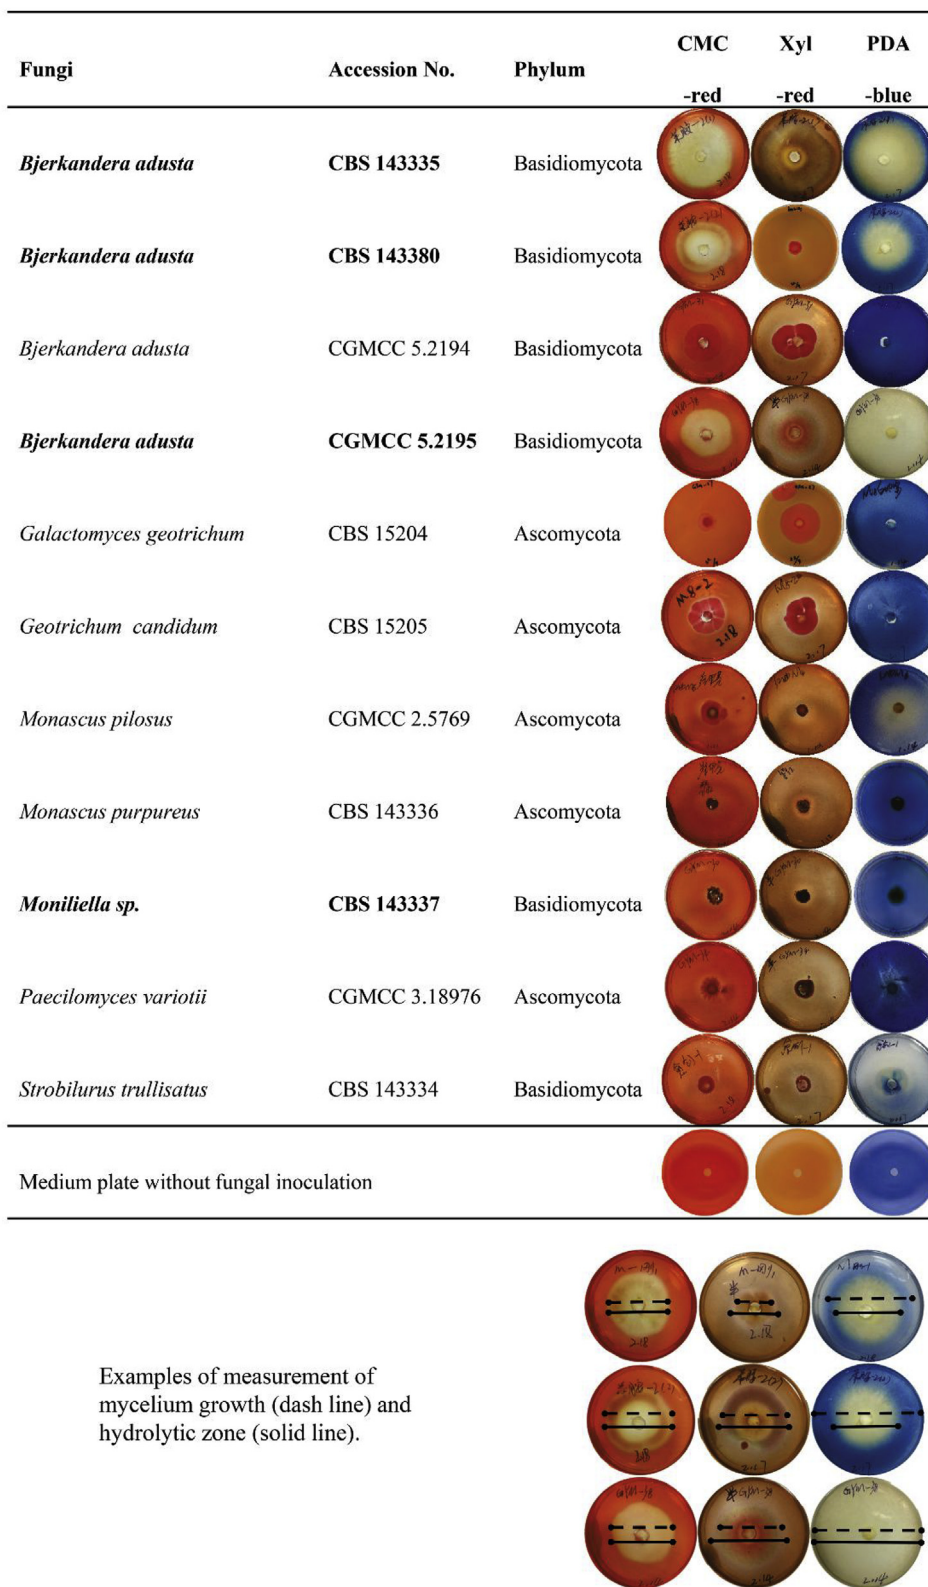 Fungi Accession No. Phylum CMC -red Xyl -red PDA -blue
Bjerkandera adusta CBS 143335 Basidiomycota
Bjerkandera adusta CBS 143380 Basidiomycota
Bjerkandera adusta CGMCC 5.2194 Basidiomycota
Bjerkandera adusta CGMCC 5.2195 Basidiomycota
Galactomyces geotrichum CBS 15204 Ascomycota
Geotrichum candidum CBS 15205 Ascomycota
Monascus pilosus CGMCC 2.5769 Ascomycota
Monascus purpureus CBS 143336 Ascomycota
Moniliella sp. CBS 143337 Basidiomycota
Paecilomyces variotii CGMCC 3.18976 Ascomycota
Strobilurus trullisatus CBS 143334 Basidiomycota
Medium plate without fungal inoculation
Examples of measurement of
mycelium growth (dash line) and
hydrolytic zone (solid line).